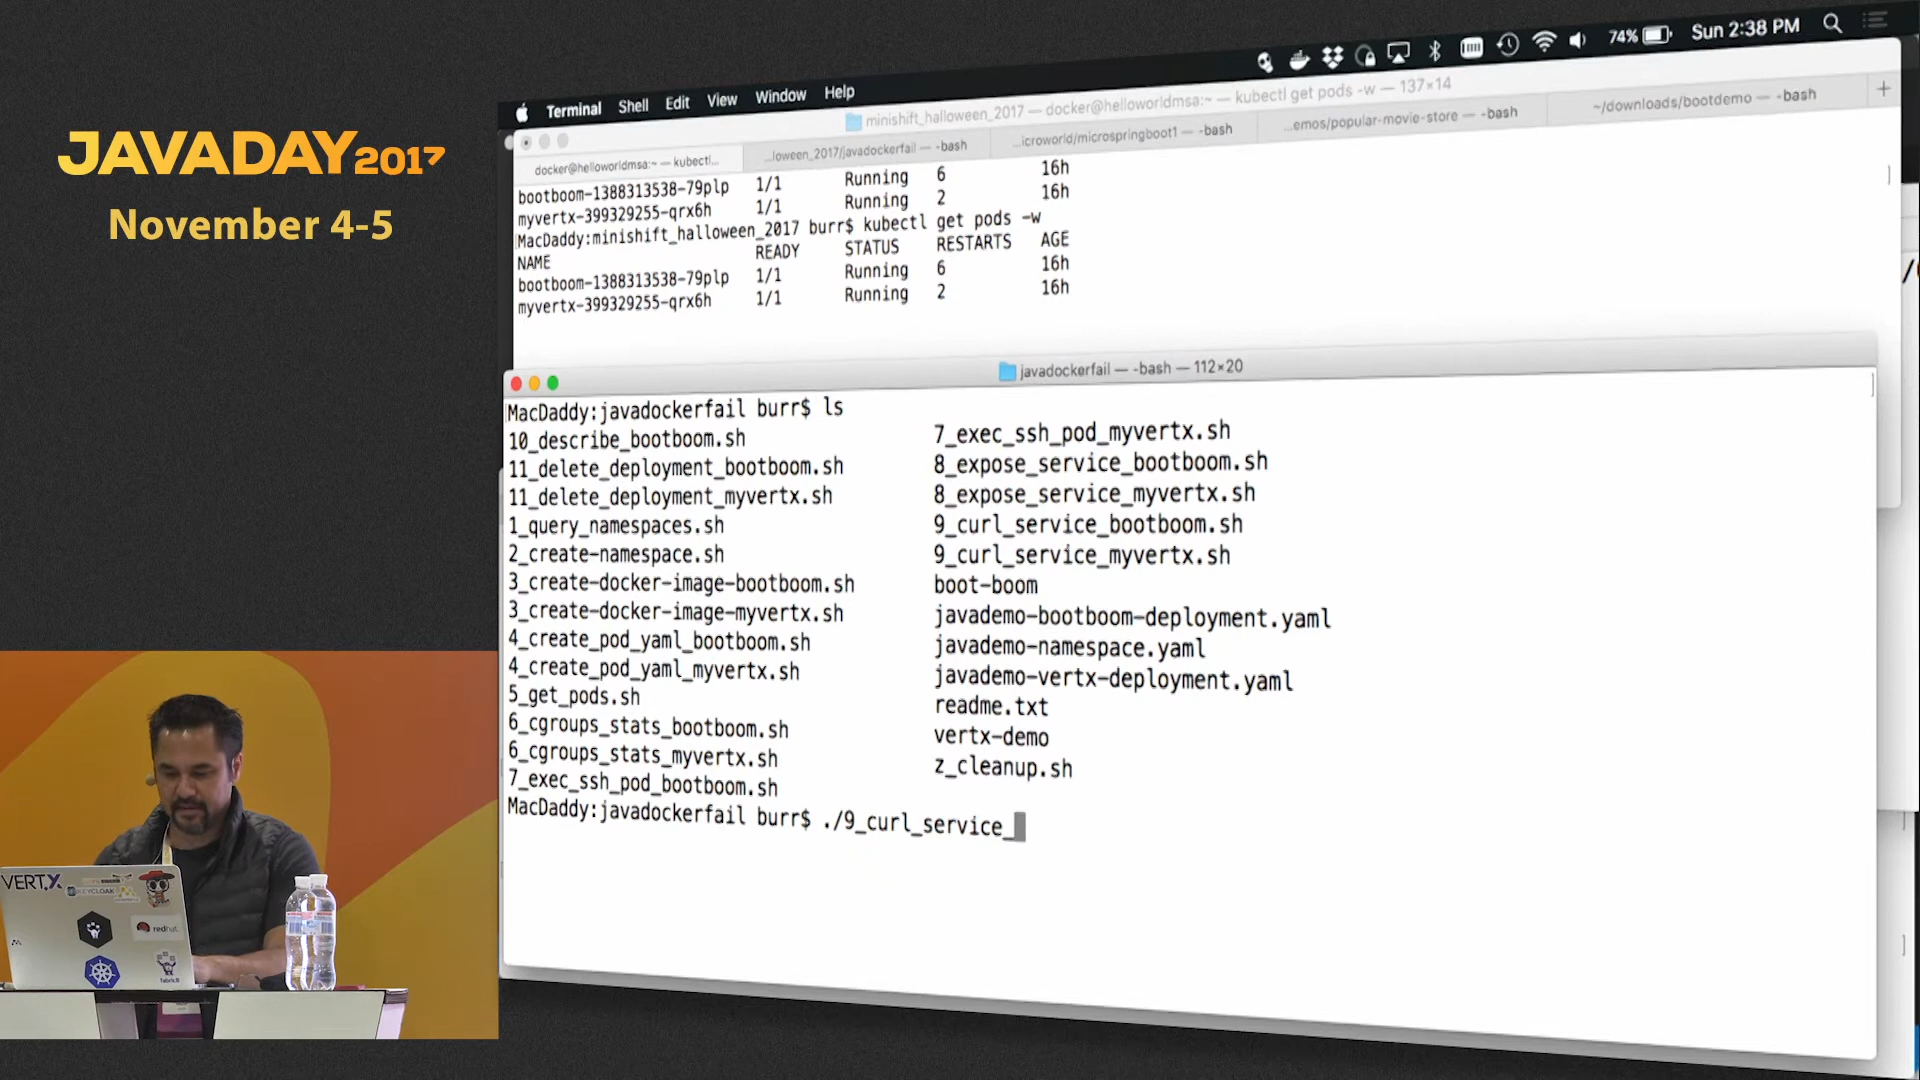 JAVADAY2017
November 4-5
Terminal Shell Edit View Window Help
74% Sun 2:38 PM
minishift_halloween_2017 — docker@helloworldmsa:~ — kubectl get pods -w — 137×14
docker@helloworldmsa:~ — kubectl...
...loween_2017/javadockerfail — -bash
...icroworld/microspringboot1 — -bash
...emos/popular-movie-store — -bash
~/downloads/bootdemo — -bash
bootboom-1388313538-79plp 1/1 Running 6 16h
myvertx-399329255-qrx6h 1/1 Running 2 16h
MacDaddy:minishift_halloween_2017 burr$ kubectl get pods -w
NAME READY STATUS RESTARTS AGE
bootboom-1388313538-79plp 1/1 Running 6 16h
myvertx-399329255-qrx6h 1/1 Running 2 16h
javadockerfail — -bash — 112×20
MacDaddy:javadockerfail burr$ ls
10_describe_bootboom.sh 7_exec_ssh_pod_myvertx.sh
11_delete_deployment_bootboom.sh 8_expose_service_bootboom.sh
11_delete_deployment_myvertx.sh 8_expose_service_myvertx.sh
1_query_namespaces.sh 9_curl_service_bootboom.sh
2_create-namespace.sh 9_curl_service_myvertx.sh
3_create-docker-image-bootboom.sh boot-boom
3_create-docker-image-myvertx.sh javademo-bootboom-deployment.yaml
4_create_pod_yaml_bootboom.sh javademo-namespace.yaml
4_create_pod_yaml_myvertx.sh javademo-vertx-deployment.yaml
5_get_pods.sh readme.txt
6_cgroups_stats_bootboom.sh vertx-demo
6_cgroups_stats_myvertx.sh z_cleanup.sh
7_exec_ssh_pod_bootboom.sh
MacDaddy:javadockerfail burr$ ./9_curl_service_
VERT.X
KEYCLOAK
redhat
fabric8